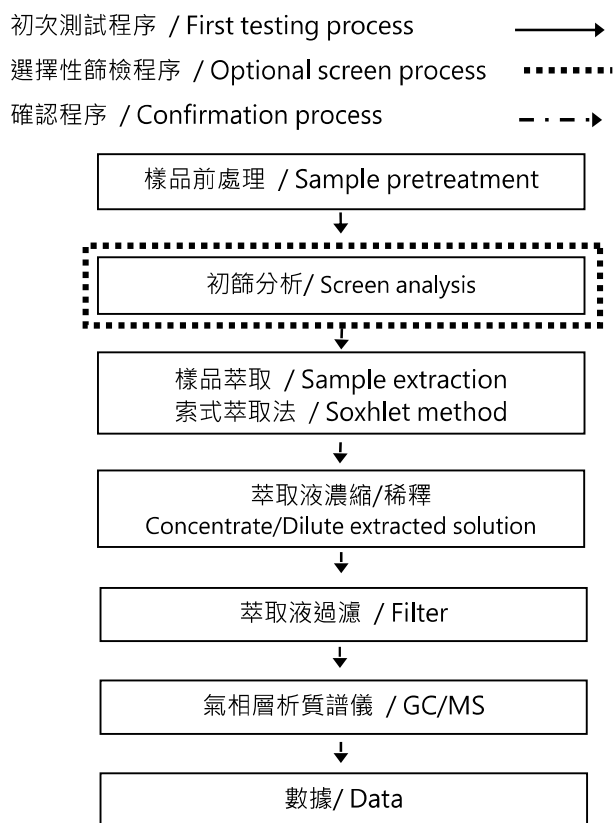 初次測試程序 / First testing process
選擇性篩檢程序 / Optional screen process
確認程序 / Confirmation process
樣品前處理 / Sample pretreatment
初篩分析/ Screen analysis
樣品萃取 / Sample extraction
索式萃取法 / Soxhlet method
萃取液濃縮/稀釋
Concentrate/Dilute extracted solution
萃取液過濾 / Filter
氣相層析質譜儀 / GC/MS
數據/ Data